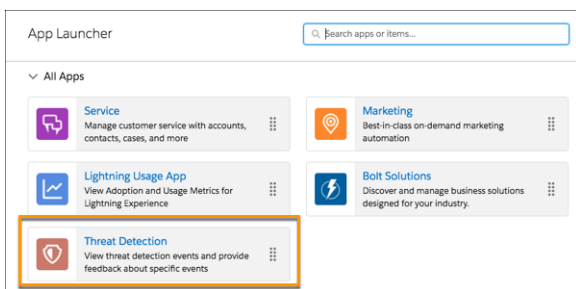 App Launcher
Search apps or items...
All Apps
Service
Manage customer service with accounts,
contacts, cases, and more
Marketing
Best-in-class on-demand marketing
automation
Lightning Usage App
View Adoption and Usage Metrics for
Lightning Experience
Bolt Solutions
Discover and manage business solutions
designed for your industry.
Threat Detection
View threat detection events and provide
feedback about specific events